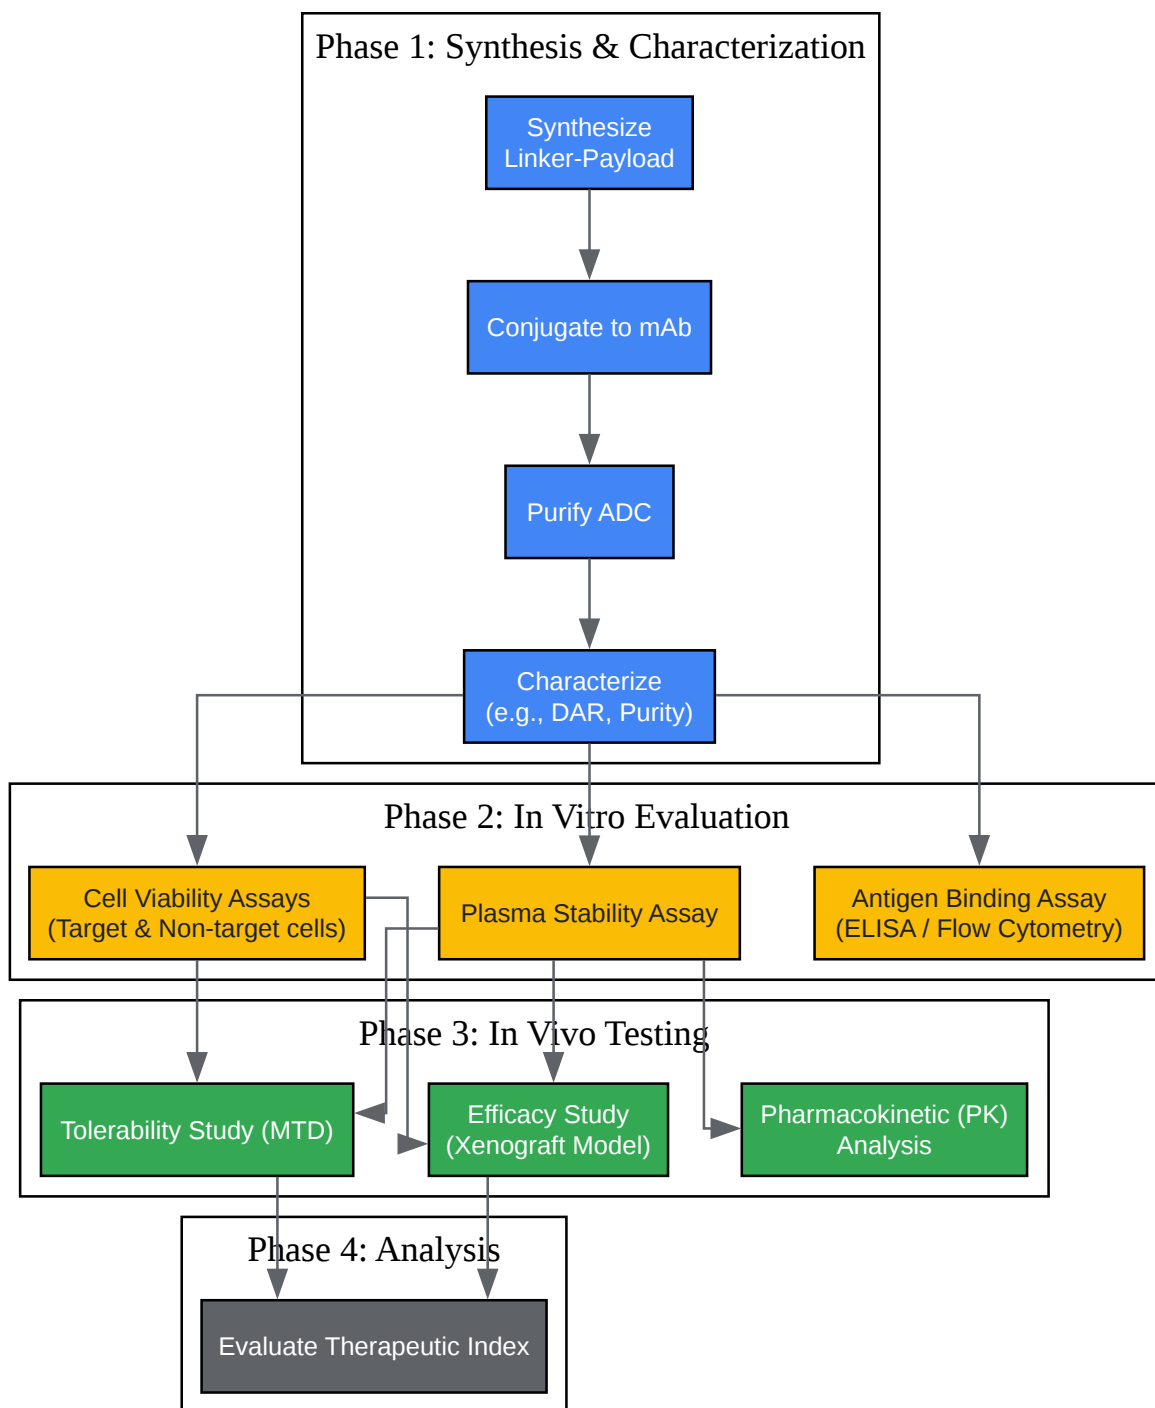 Phase 1: Synthesis & Characterization
Synthesize
Linker-Payload
Conjugate to mAb
Purify ADC
Characterize
(e.g., DAR, Purity)
Phase 2: In Vitro Evaluation
Cell Viability Assays
(Target & Non-target cells)
Plasma Stability Assay
Antigen Binding Assay
(ELISA / Flow Cytometry)
Phase 3: In Vivo Testing
Tolerability Study (MTD)
Efficacy Study
(Xenograft Model)
Pharmacokinetic (PK)
Analysis
Phase 4: Analysis
Evaluate Therapeutic Index